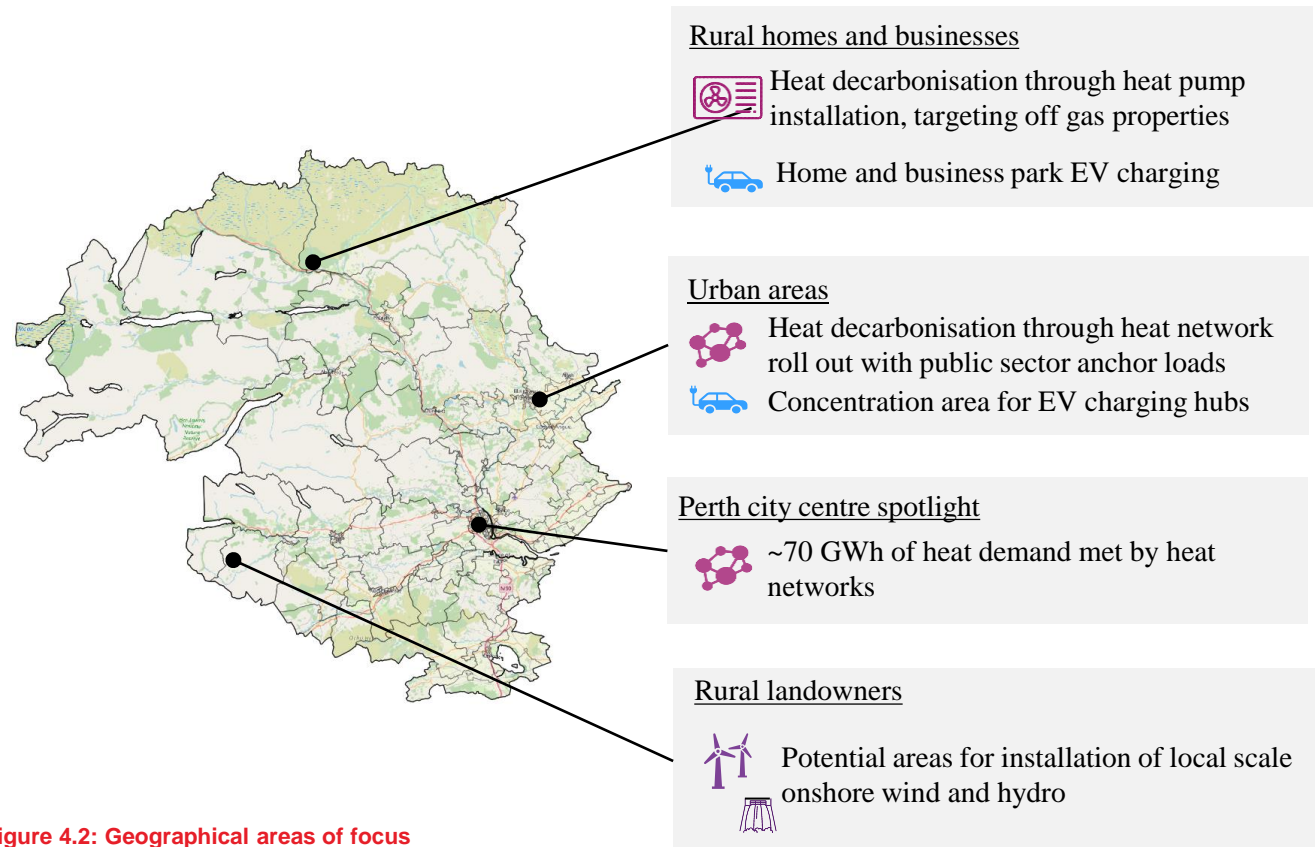 Rural homes and businesses
Heat decarbonisation through heat pump
installation, targeting off gas properties
Home and business park EV charging
Urban areas
Heat decarbonisation through heat network
roll out with public sector anchor loads
Concentration area for EV charging hubs
Perth city centre spotlight
~70 GWh of heat demand met by heat
networks
Rural landowners
Potential areas for installation of local scale
onshore wind and hydro
igure 4.2: Geographical areas of focus